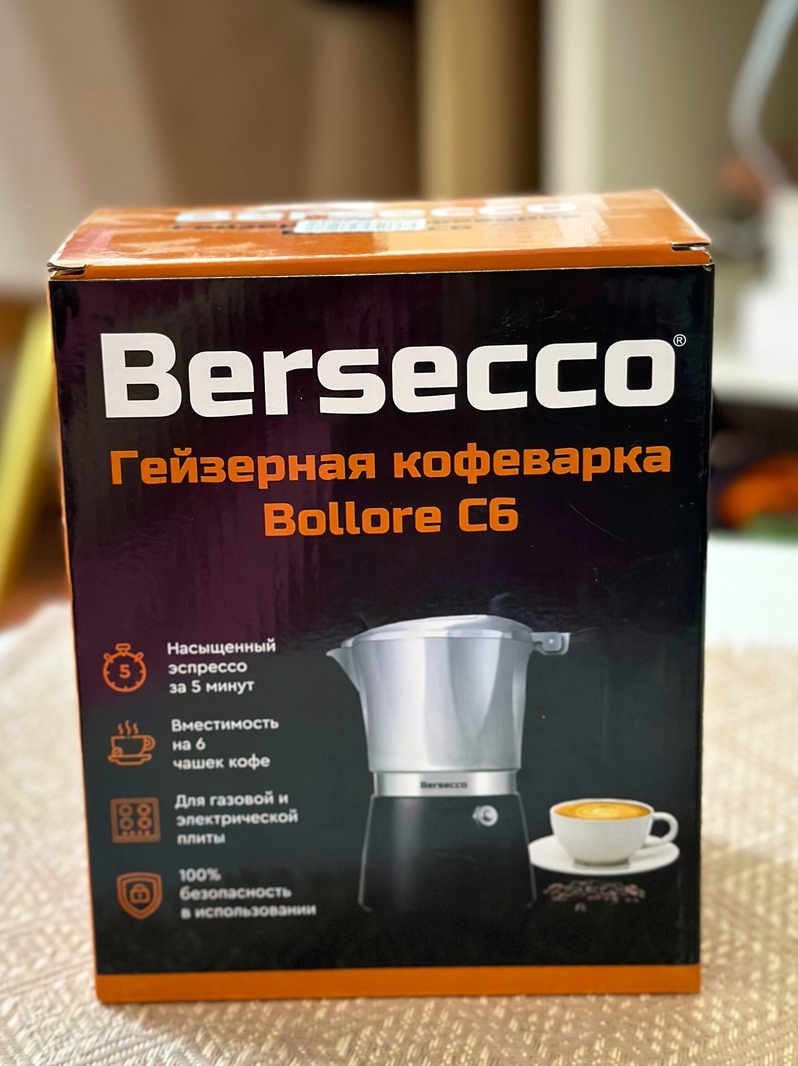 Bersecco
Bersecco®
Гейзерная кофеварка
Bollore C6
5
Насыщенный
эспрессо
за 5 минут
Вместимость
на 6
чашек кофе
Для газовой и
электрической
плиты
100%
безопасность
в использовании
Bersecco